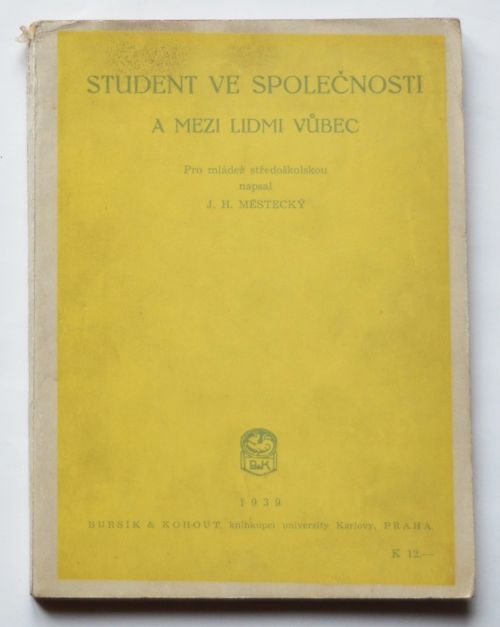 STUDENT VE SPOLEČNOSTI
A MEZI LIDMI VŮBEC
Pro mládež středoškolskou
napsal
J. H. MĚSTECKÝ
B&K
1939
BURSÍK & KOHOUT, knihkupci university Karlovy, PRAHA.
K 12,—